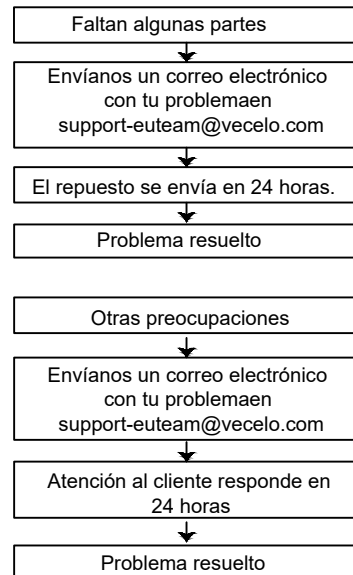 Faltan algunas partes
Envíanos un correo electrónico
con tu problemaen
support-euteam@vecelo.com
El repuesto se envía en 24 horas.
Problema resuelto
Otras preocupaciones
Envíanos un correo electrónico
con tu problemaen
support-euteam@vecelo.com
Atención al cliente responde en
24 horas
Problema resuelto